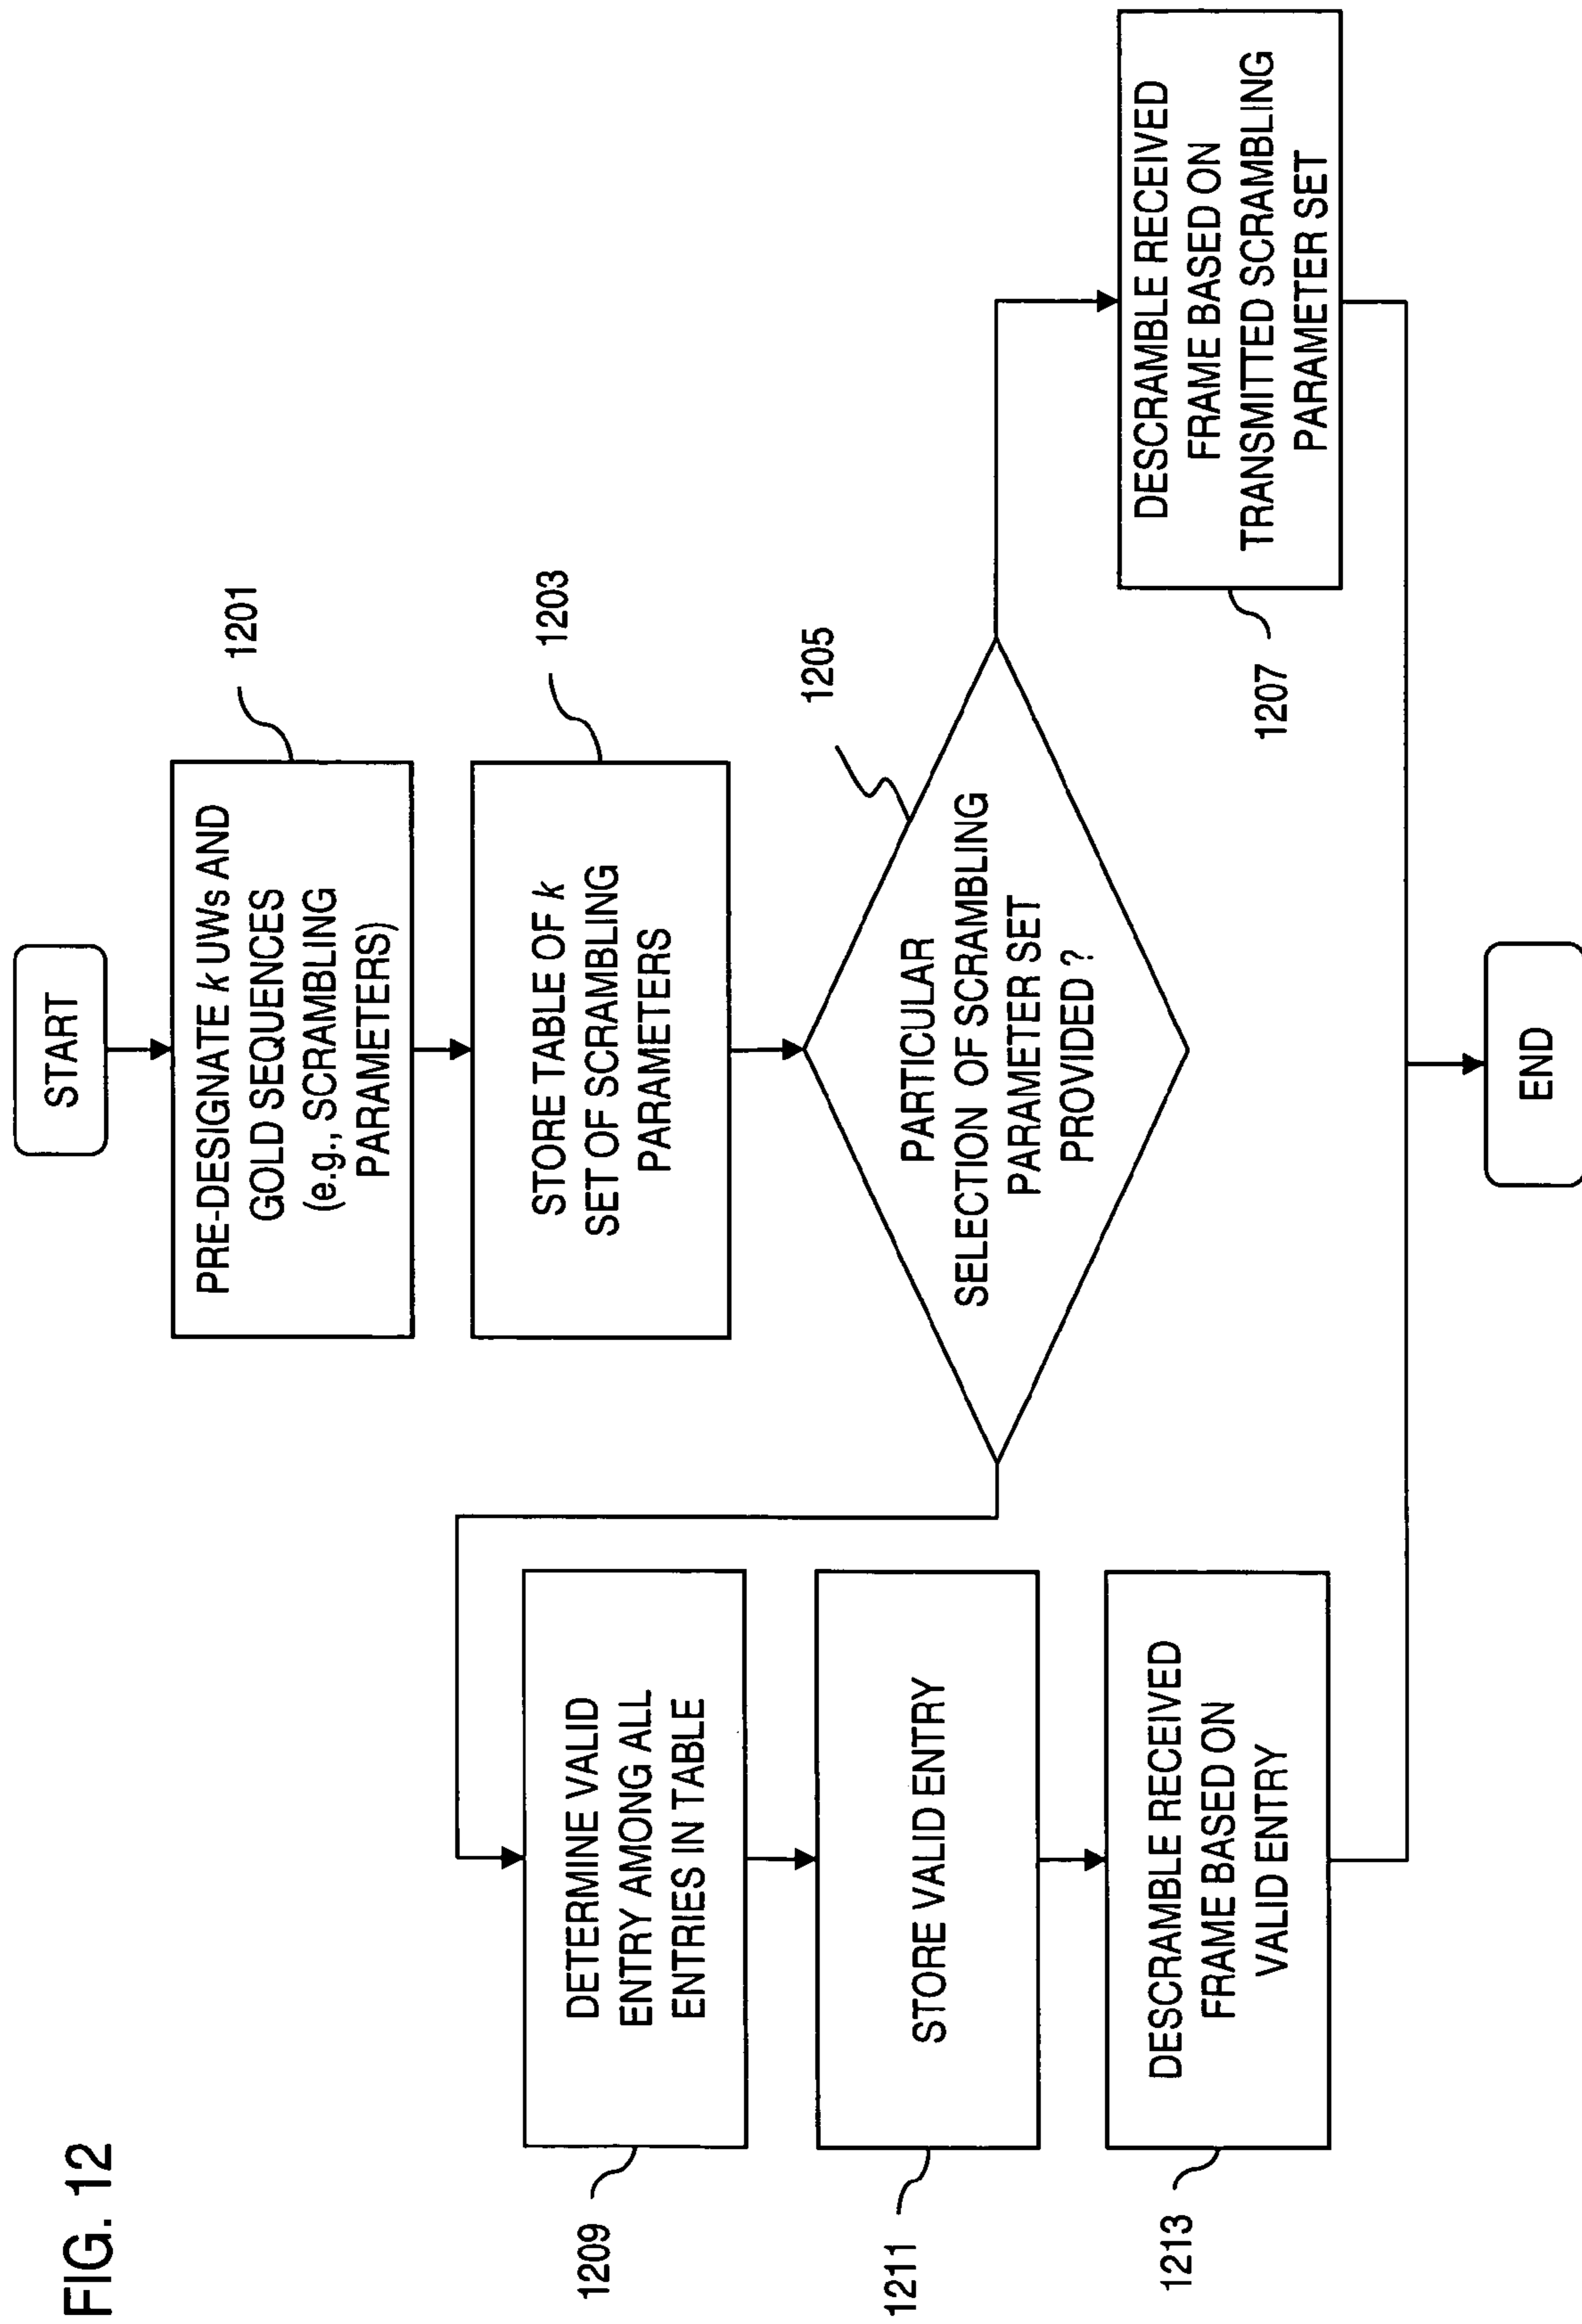 FIG. 12
START
PRE-DESIGNATE k UWs AND
GOLD SEQUENCES
(e.g., SCRAMBLING
PARAMETERS)
1201
STORE TABLE OF k
SET OF SCRAMBLING
PARAMETERS
1203
PARTICULAR
SELECTION OF SCRAMBLING
PARAMETER SET
PROVIDED ?
1205
DESCRAMBLE RECEIVED
FRAME BASED ON
TRANSMITTED SCRAMBLING
PARAMETER SET
1207
DETERMINE VALID
ENTRY AMONG ALL
ENTRIES IN TABLE
1209
STORE VALID ENTRY
1211
DESCRAMBLE RECEIVED
FRAME BASED ON
VALID ENTRY
1213
END